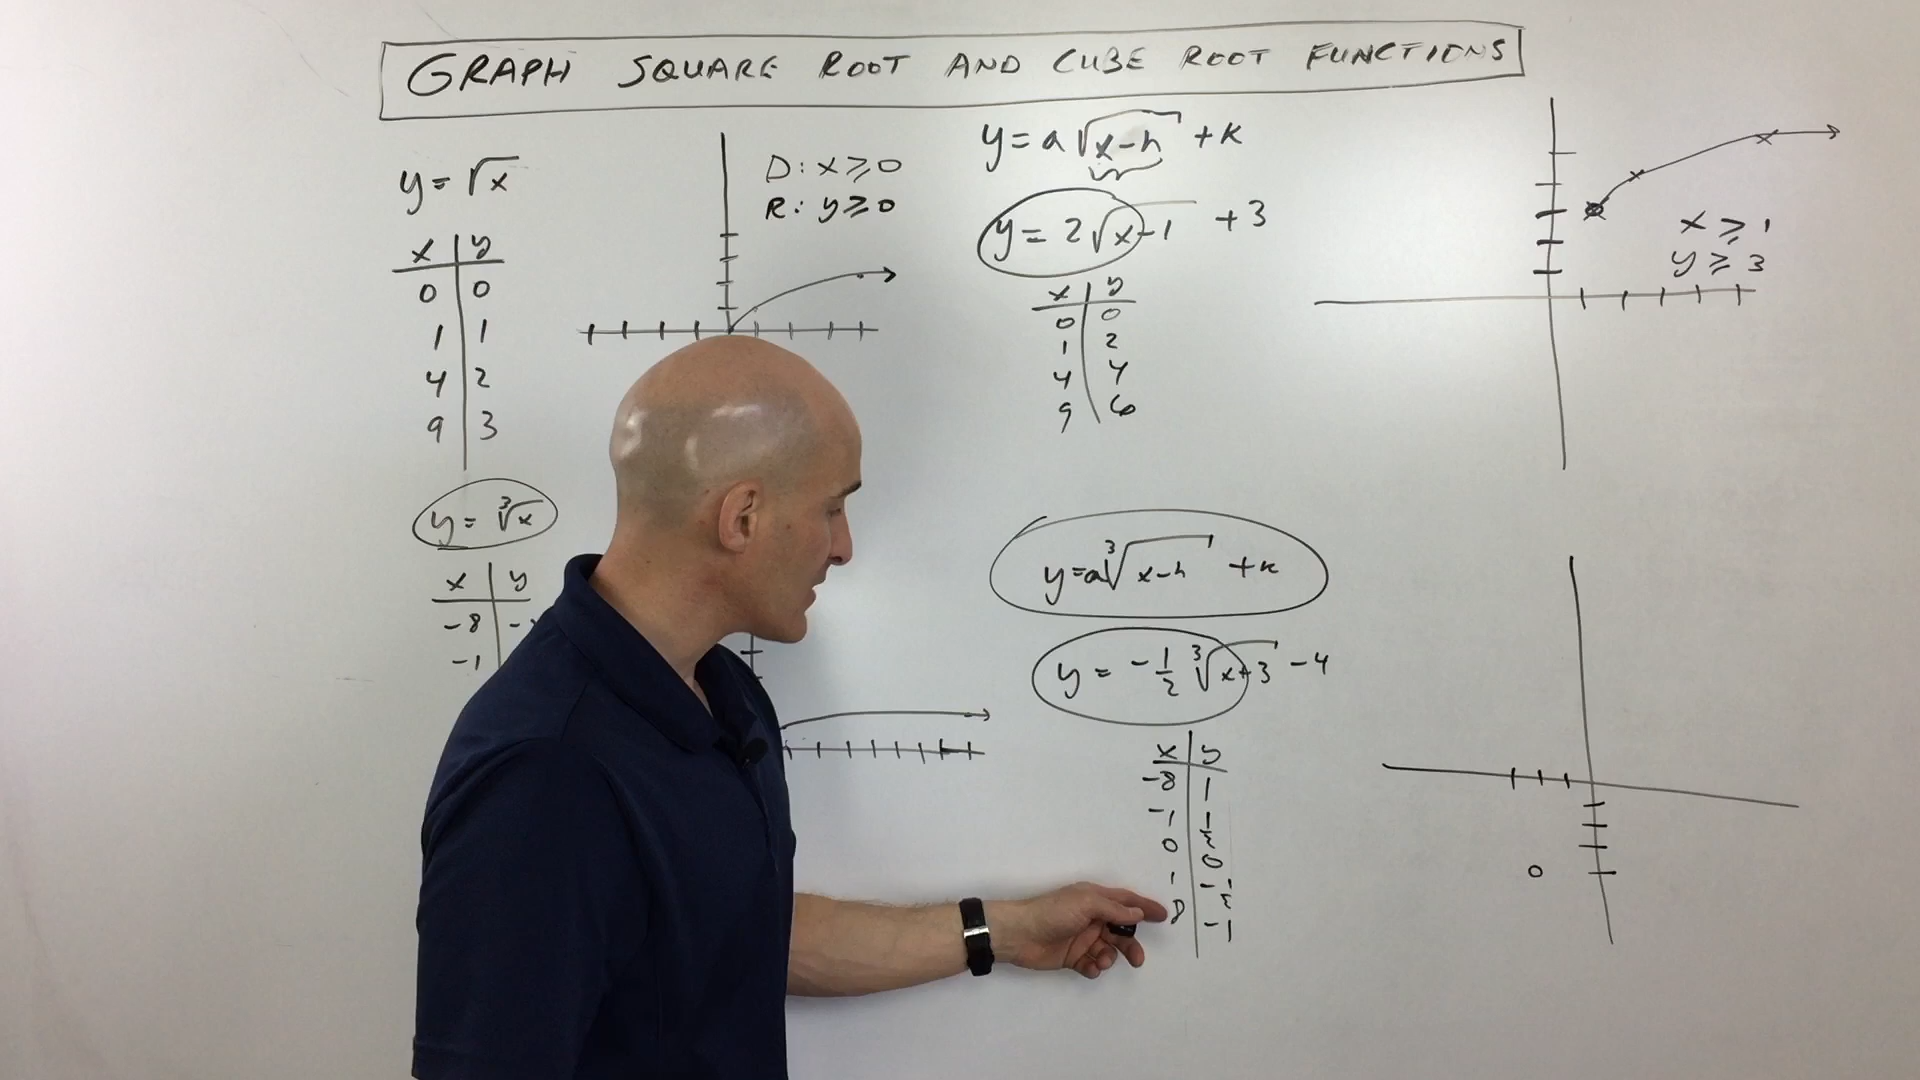 GRAPH SQUARE ROOT AND CUBE ROOT FUNCTIONS
y = √x
x | y
0 | 0
1 | 1
4 | 2
9 | 3
D: x ≥ 0
R: y ≥ 0
y = ∛x
x | y
-8 | -
-1 |
y = a√(x-h) + k
y = 2√(x-1) + 3
x | y
0 | 0
1 | 2
4 | 4
9 | 6
x ≥ 1
y ≥ 3
y = a∛(x-h) + k
y = -1/2 ∛(x+3) - 4
x | y
-8 | 1
-1 | 1/2
0 | 0
1 | -1/2
8 | -1